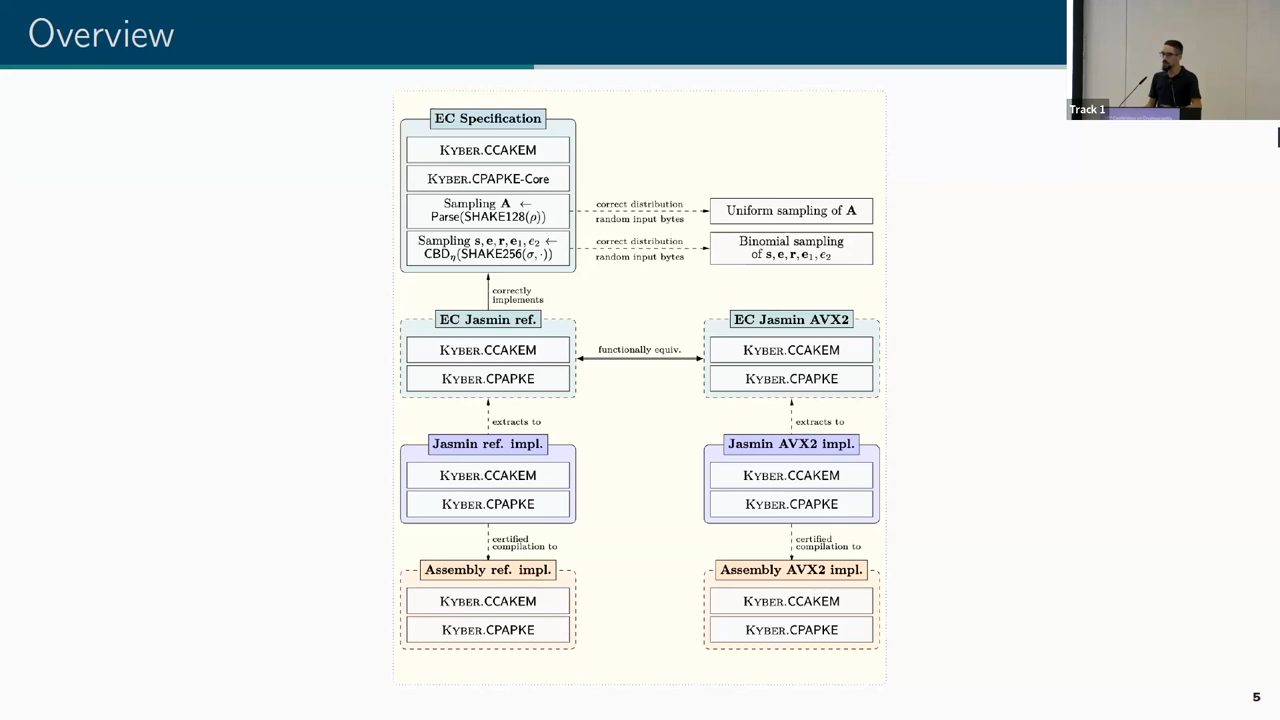 Overview
Track 1
EC Specification
KYBER.CCAKEM
KYBER.CPAPKE-Core
Sampling A ←
Parse(SHAKE128(ρ))
correct distribution
random input bytes
Uniform sampling of A
Sampling s, e, r, e₁, e₂ ←
CBD_η(SHAKE256(σ, ·))
correct distribution
random input bytes
Binomial sampling
of s, e, r, e₁, e₂
correctly
implements
EC Jasmin ref.
KYBER.CCAKEM
KYBER.CPAPKE
functionally equiv.
EC Jasmin AVX2
KYBER.CCAKEM
KYBER.CPAPKE
extracts to
extracts to
Jasmin ref. impl.
KYBER.CCAKEM
KYBER.CPAPKE
Jasmin AVX2 impl.
KYBER.CCAKEM
KYBER.CPAPKE
certified
compilation to
certified
compilation to
Assembly ref. impl.
KYBER.CCAKEM
KYBER.CPAPKE
Assembly AVX2 impl.
KYBER.CCAKEM
KYBER.CPAPKE
5